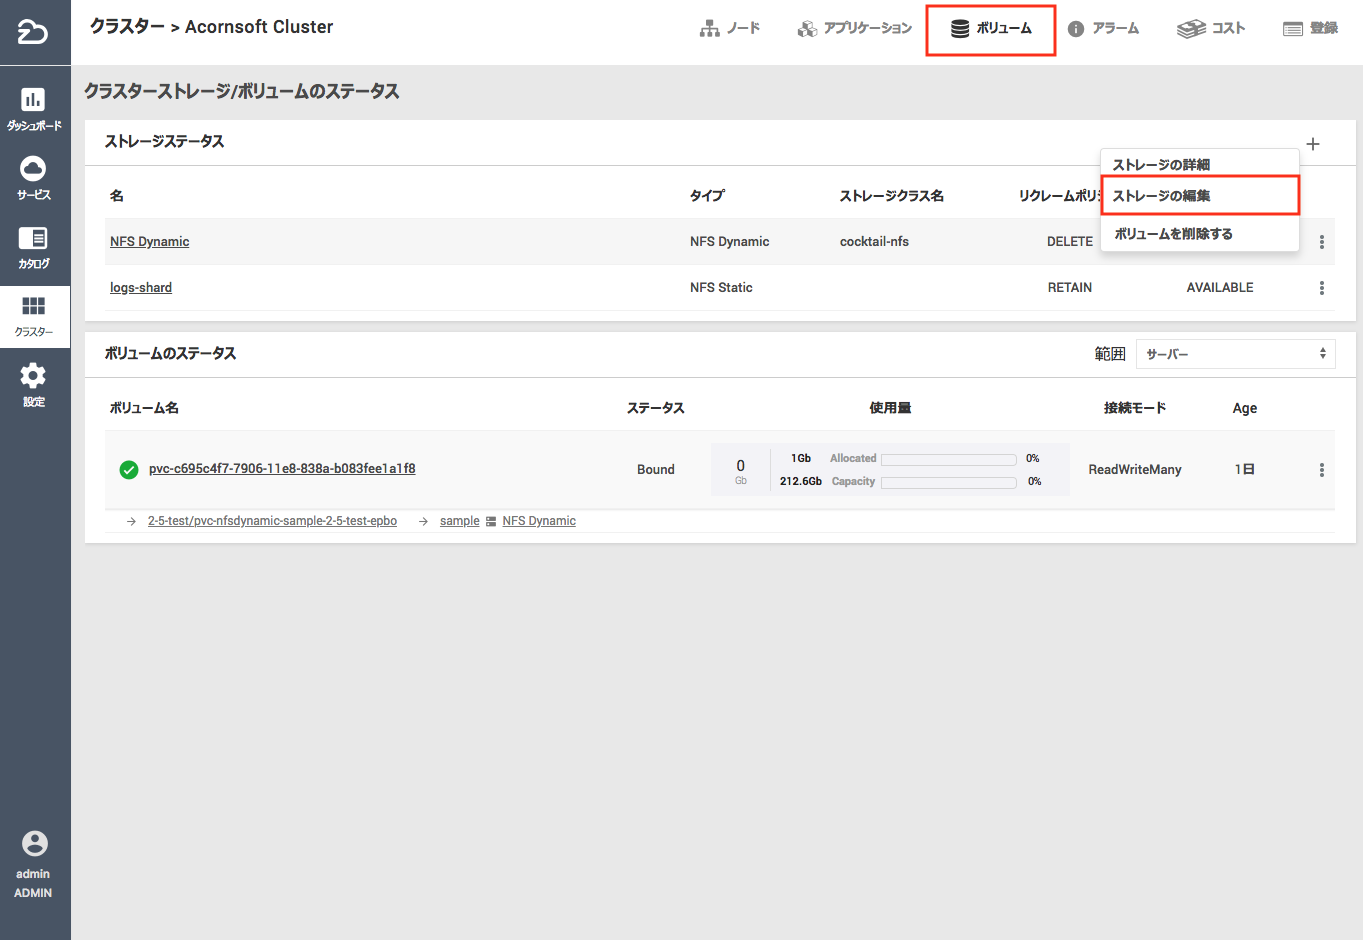 クラスター > Acornsoft Cluster
ノード
アプリケーション
ボリューム
アラーム
コスト
登録
ダッシュボード
サービス
カタログ
クラスター
設定
admin
ADMIN
クラスターストレージ/ボリュームのステータス
ストレージステータス
名 タイプ ストレージクラス名 リクレームポリ
ストレージの詳細
ストレージの編集
ボリュームを削除する
NFS Dynamic NFS Dynamic cocktail-nfs DELETE
logs-shard NFS Static RETAIN AVAILABLE
ボリュームのステータス
範囲 サーバー
ボリューム名 ステータス 使用量 接続モード Age
pvc-c695c4f7-7906-11e8-838a-b083fee1a1f8 Bound
0 Gb
1Gb Allocated 0%
212.6Gb Capacity 0%
ReadWriteMany 1日
2-5-test/pvc-nfsdynamic-sample-2-5-test-epbo sample NFS Dynamic